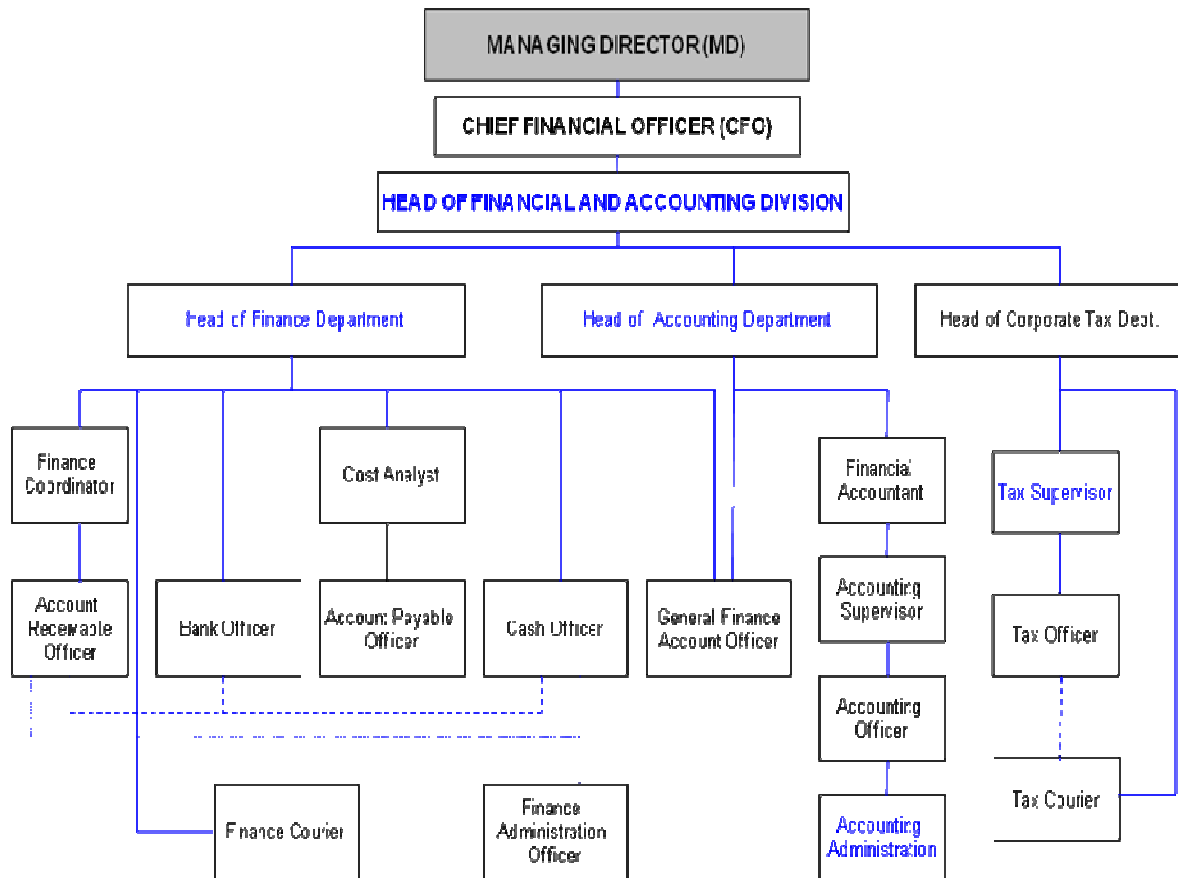 MANAGING DIRECTOR (MD)
CHIEF FINANCIAL OFFICER (CFO)
HEAD OF FINANCIAL AND ACCOUNTING DIVISION
Head of Finance Department
Head of Accounting Department
Head of Corporate Tax Dept.
Finance
Coordinator
Cost Analyst
Financial
Accountant
Tax Supervisor
Account
Receivable
Officer
Bank Officer
Account Payable
Officer
Cash Officer
General Finance
Account Officer
Accounting
Supervisor
Tax Officer
Accounting
Officer
Finance Courier
Finance
Administration
Officer
Accounting
Administration
Tax Courier